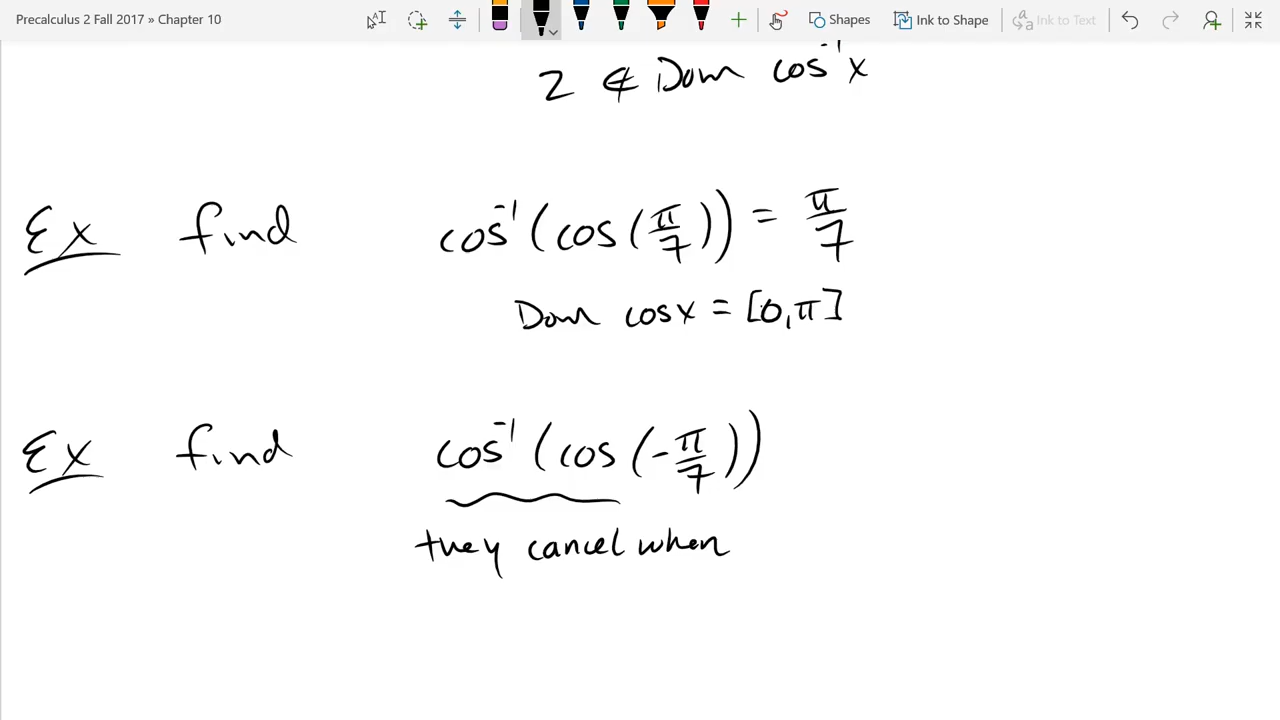 Precalculus 2 Fall 2017 » Chapter 10
Shapes
Ink to Shape
Ink to Text
2 ∉ Dom cos⁻¹x
Ex find cos⁻¹(cos(π/7)) = π/7
Dom cosx = [0,π]
Ex find cos⁻¹(cos(-π/7))
they cancel when